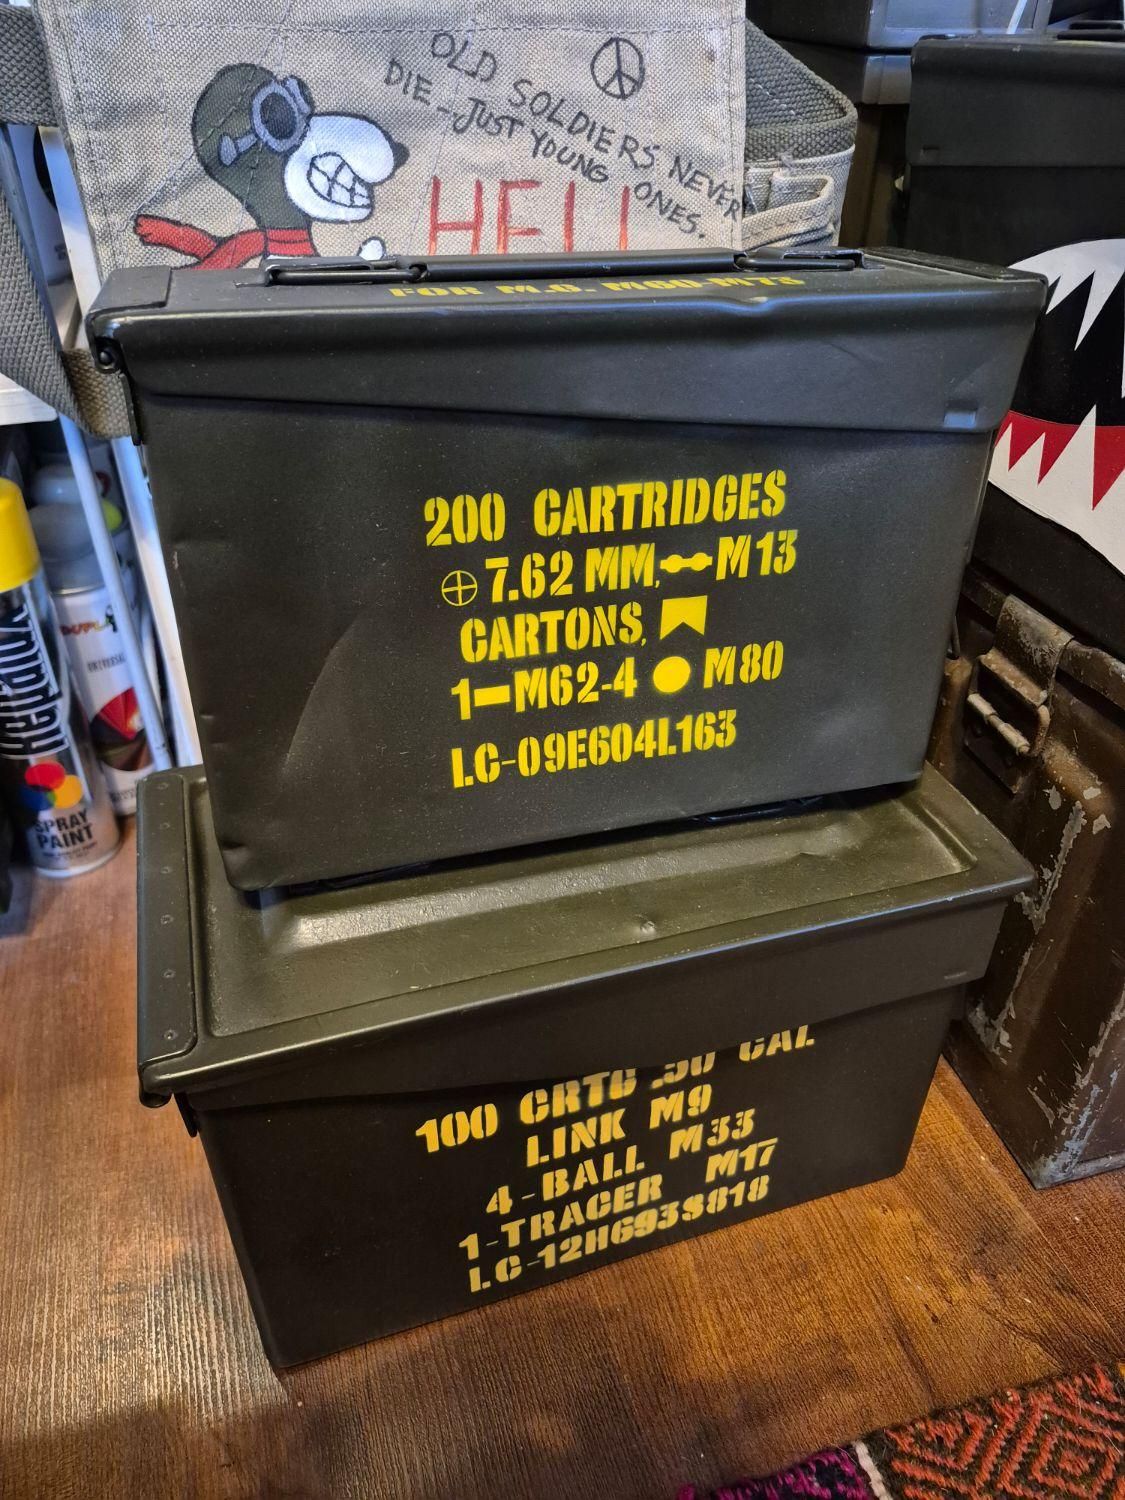 OLD SOLDIERS NEVER
DIE - JUST YOUNG ONES.
HELL
FOR M.G. M60-M73
200 CARTRIDGES
7.62 MM, M13
CARTONS,
1-M62-4 M80
LC-09E604L163
100 CRTG .50 CAL
LINK M9
4-BALL M33
1-TRACER M17
LC-12H693S818
SPRAY
PAINT